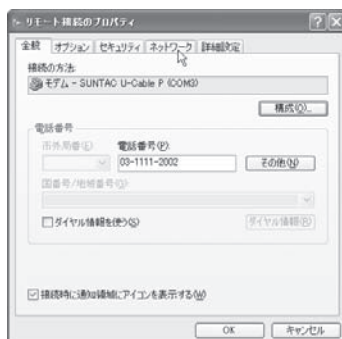 リモート接続のプロパティ
全般 オプション セキュリティ ネットワーク 詳細設定
接続の方法:
モデム - SUNTAC U-Cable P (COM3)
構成(O)...
電話番号
市外局番(E): 電話番号(P):
03-1111-2002 その他(N)
国番号/地域番号(G):
ダイヤル情報を使う(S) ダイヤル情報(R)
接続時に通知領域にアイコンを表示する(W)
OK キャンセル